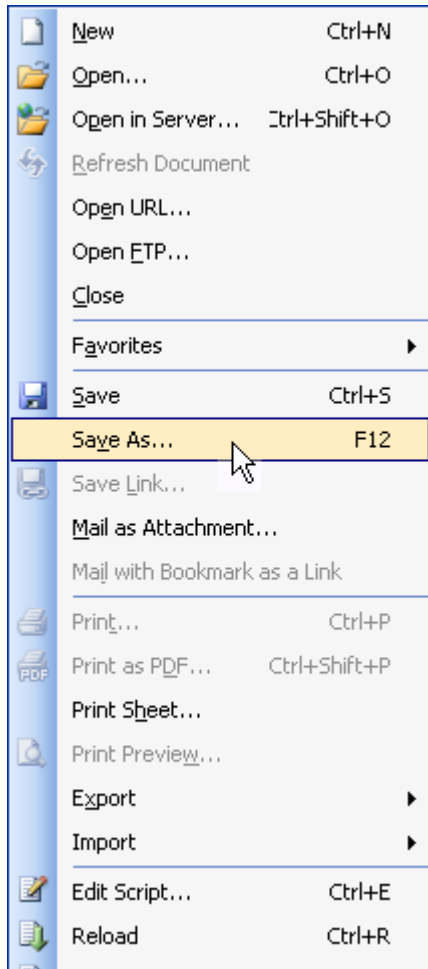 New Ctrl+N
Open... Ctrl+O
Open in Server... Ctrl+Shift+O
Refresh Document
Open URL...
Open FTP...
Close
Favorites
Save Ctrl+S
Save As... F12
Save Link...
Mail as Attachment...
Mail with Bookmark as a Link
Print... Ctrl+P
PDF Print as PDF... Ctrl+Shift+P
Print Sheet...
Print Preview...
Export
Import
Edit Script... Ctrl+E
Reload Ctrl+R